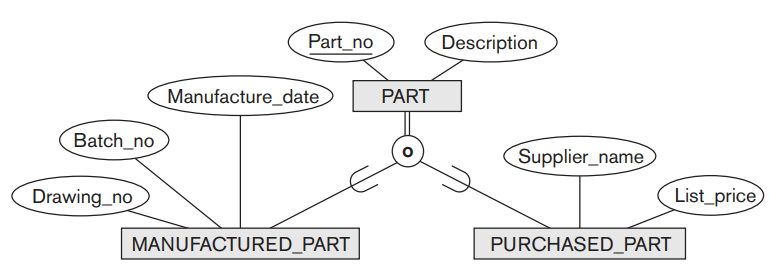 Part_no
Description
Manufacture_date
PART
Batch_no
o
Supplier_name
Drawing_no
List_price
MANUFACTURED_PART
PURCHASED_PART